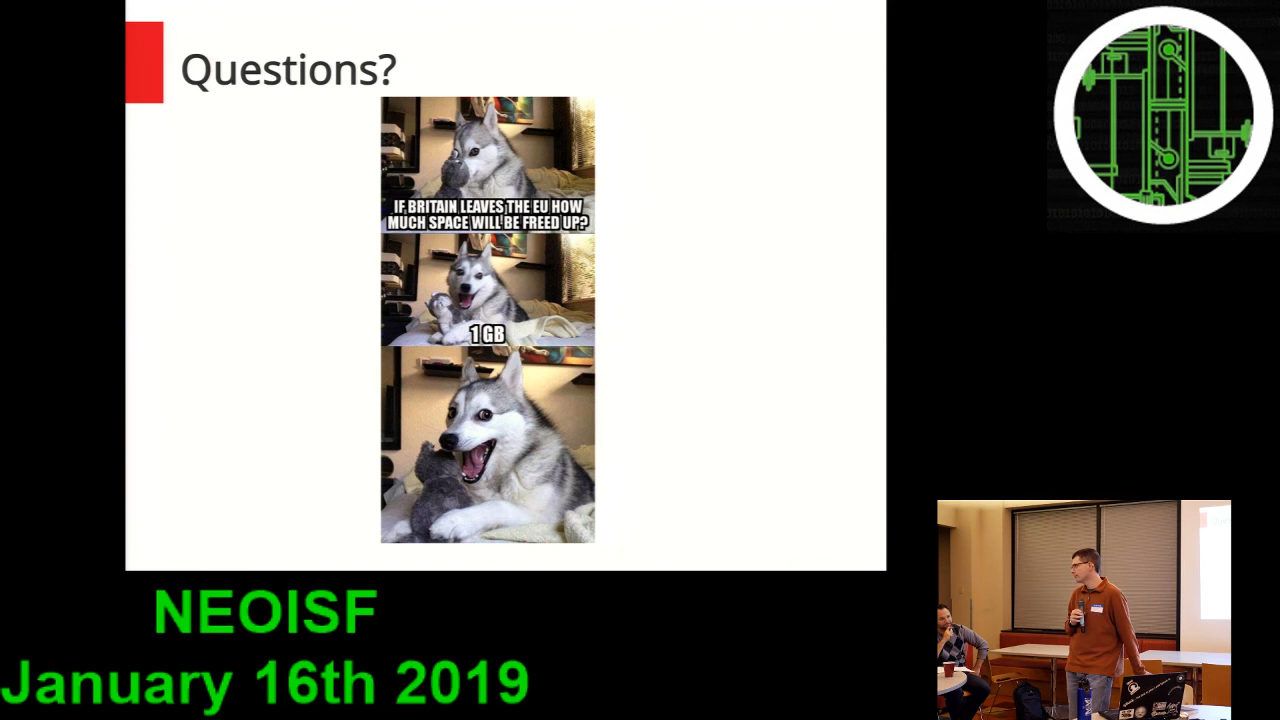 Questions?
IF BRITAIN LEAVES THE EU HOW
MUCH SPACE WILL BE FREED UP?
1 GB
NEOISF
January 16th 2019